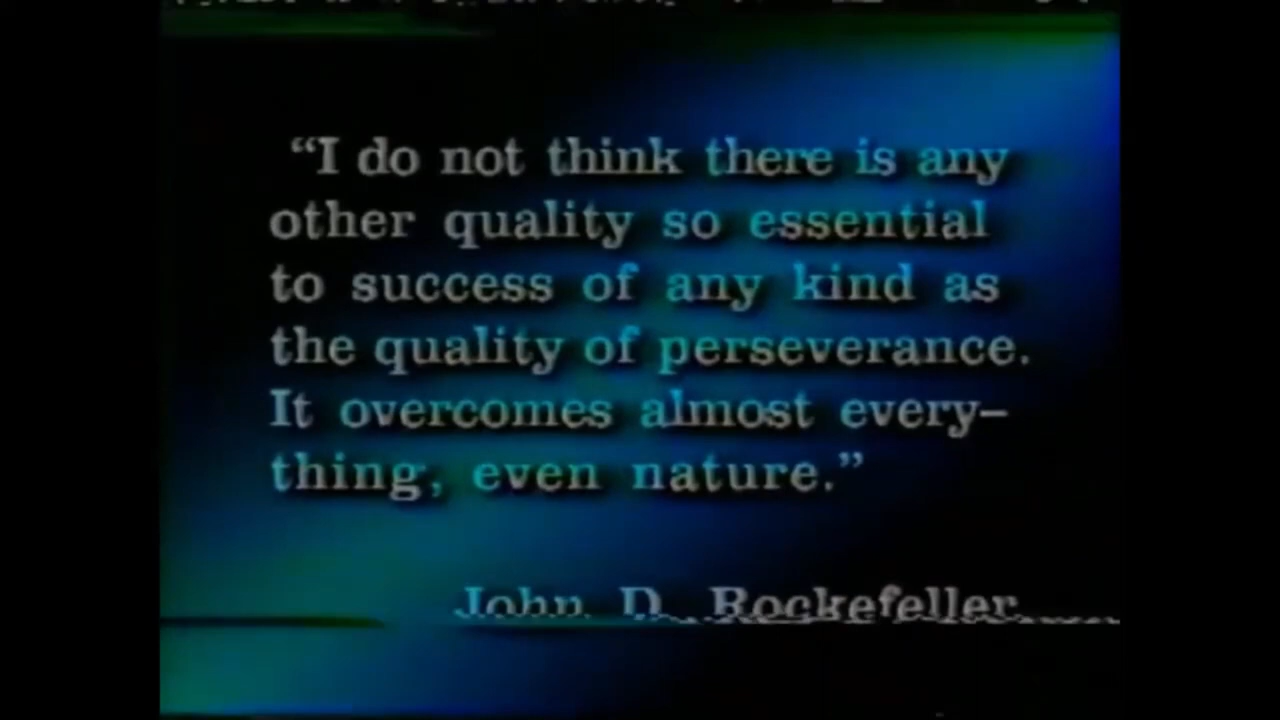 “I do not think there is any
other quality so essential
to success of any kind as
the quality of perseverance.
It overcomes almost every–
thing, even nature.”
John D. Rockefeller